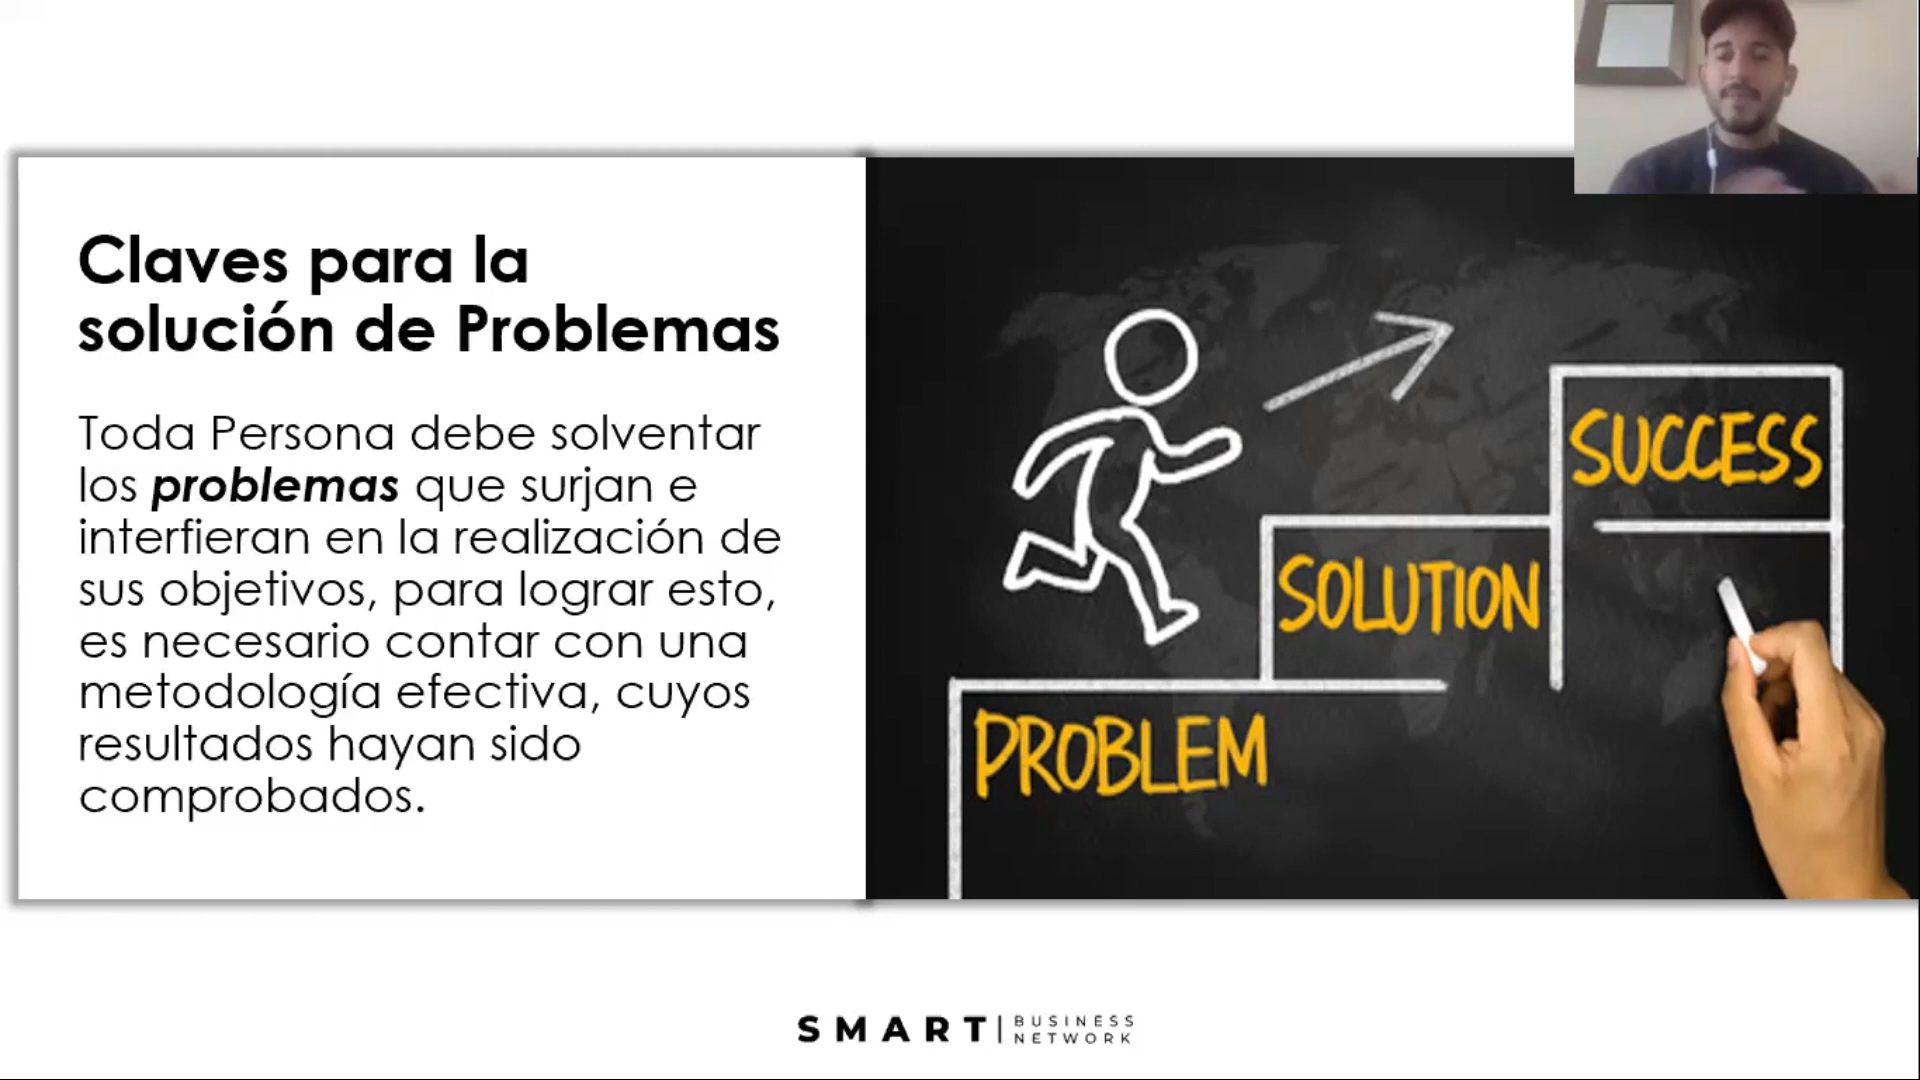 Claves para la
solución de Problemas
Toda Persona debe solventar
los problemas que surjan e
interfieran en la realización de
sus objetivos, para lograr esto,
es necesario contar con una
metodología efectiva, cuyos
resultados hayan sido
comprobados.
SUCCESS
SOLUTION
PROBLEM
SMART | BUSINESS
NETWORK